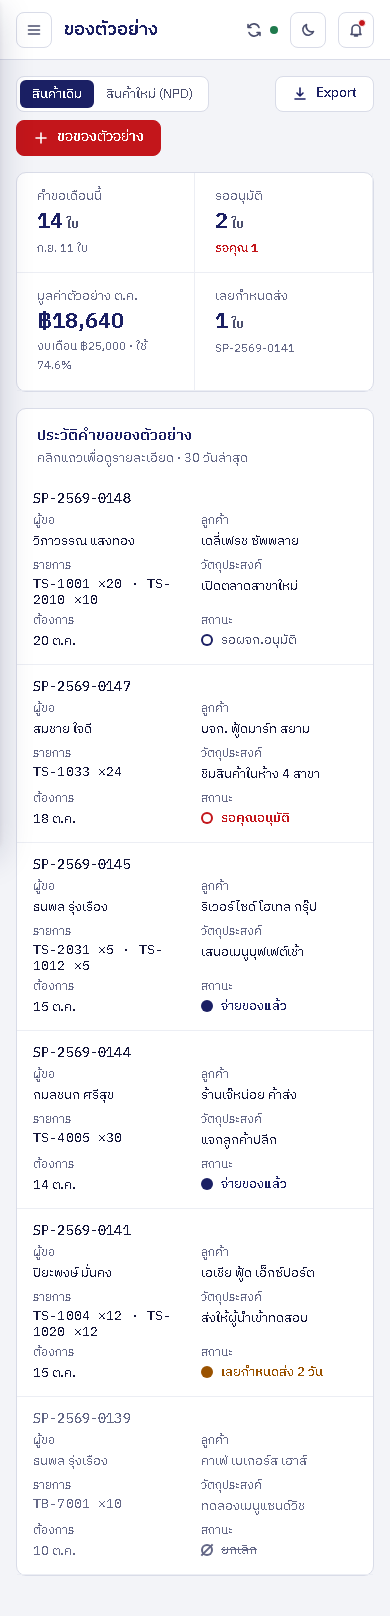 ของตัวอย่าง
สินค้าเดิม
สินค้าใหม่ (NPD)
Export
ขอของตัวอย่าง
คำขอเดือนนี้
14 ใบ
ก.ย. 11 ใบ
รออนุมัติ
2 ใบ
รอคุณ 1
มูลค่าตัวอย่าง ต.ค.
฿18,640
งบเดือน ฿25,000 · ใช้
74.6%
เลยกำหนดส่ง
1 ใบ
SP-2569-0141
ประวัติคำขอของตัวอย่าง
คลิกแถวเพื่อดูรายละเอียด · 30 วันล่าสุด
SP-2569-0148
ผู้ขอ
ลูกค้า
วิภาวรรณ แสงทอง
เดลี่เฟรช ซัพพลาย
รายการ
วัตถุประสงค์
TS-1001 ×20 · TS-
2010 ×10
เปิดตลาดสาขาใหม่
ต้องการ
สถานะ
20 ต.ค.
รอผจก.อนุมัติ
SP-2569-0147
ผู้ขอ
ลูกค้า
สมชาย ใจดี
บจก. ฟู้ดมาร์ท สยาม
รายการ
วัตถุประสงค์
TS-1033 ×24
ชิมสินค้าในห้าง 4 สาขา
ต้องการ
สถานะ
18 ต.ค.
รอคุณอนุมัติ
SP-2569-0145
ผู้ขอ
ลูกค้า
ธนพล รุ่งเรือง
ริเวอร์ไซด์ โฮเทล กรุ๊ป
รายการ
วัตถุประสงค์
TS-2031 ×5 · TS-
1012 ×5
เสนอเมนูบุฟเฟต์เช้า
ต้องการ
สถานะ
15 ต.ค.
จ่ายของแล้ว
SP-2569-0144
ผู้ขอ
ลูกค้า
กมลชนก ศรีสุข
ร้านเจ๊หน่อย ค้าส่ง
รายการ
วัตถุประสงค์
TS-4005 ×30
แจกลูกค้าปลีก
ต้องการ
สถานะ
14 ต.ค.
จ่ายของแล้ว
SP-2569-0141
ผู้ขอ
ลูกค้า
ปิยะพงษ์ มั่นคง
เอเชีย ฟู้ด เอ็กซ์ปอร์ต
รายการ
วัตถุประสงค์
TS-1004 ×12 · TS-
1020 ×12
ส่งให้ผู้นำเข้าทดสอบ
ต้องการ
สถานะ
15 ต.ค.
เลยกำหนดส่ง 2 วัน
SP-2569-0139
ผู้ขอ
ลูกค้า
ธนพล รุ่งเรือง
คาเฟ่ เบเกอร์ส เฮาส์
รายการ
วัตถุประสงค์
TB-7001 ×10
ทดลองเมนูแซนด์วิช
ต้องการ
สถานะ
10 ต.ค.
ยกเลิก